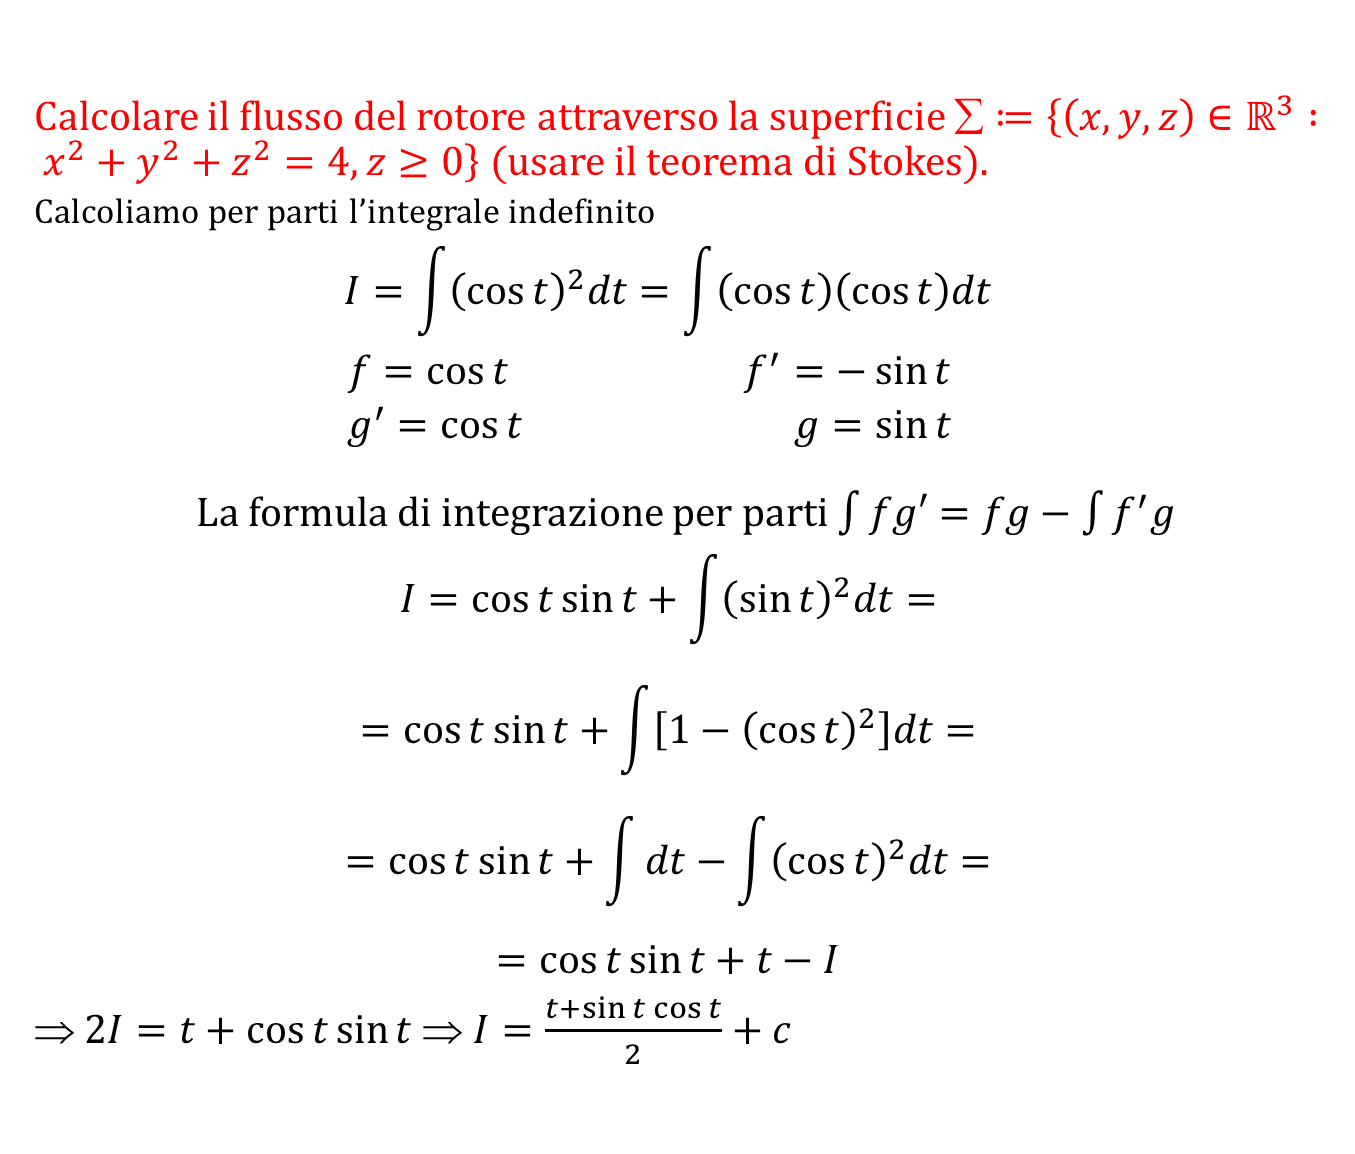 Calcolare il flusso del rotore attraverso la superficie ∑ ≔ {(x, y, z) ∈ ℝ³ :
x² + y² + z² = 4, z ≥ 0} (usare il teorema di Stokes).
Calcoliamo per parti l’integrale indefinito
I = ∫(cos t)² dt = ∫(cos t)(cos t)dt
f = cos t f′ = − sin t
g′ = cos t g = sin t
La formula di integrazione per parti ∫ fg′ = fg − ∫ f′g
I = cos t sin t + ∫(sin t)² dt =
= cos t sin t + ∫[1 − (cos t)²]dt =
= cos t sin t + ∫ dt − ∫(cos t)² dt =
= cos t sin t + t − I
⟹ 2I = t + cos t sin t ⟹ I = (t+sin t cos t)/2 + c